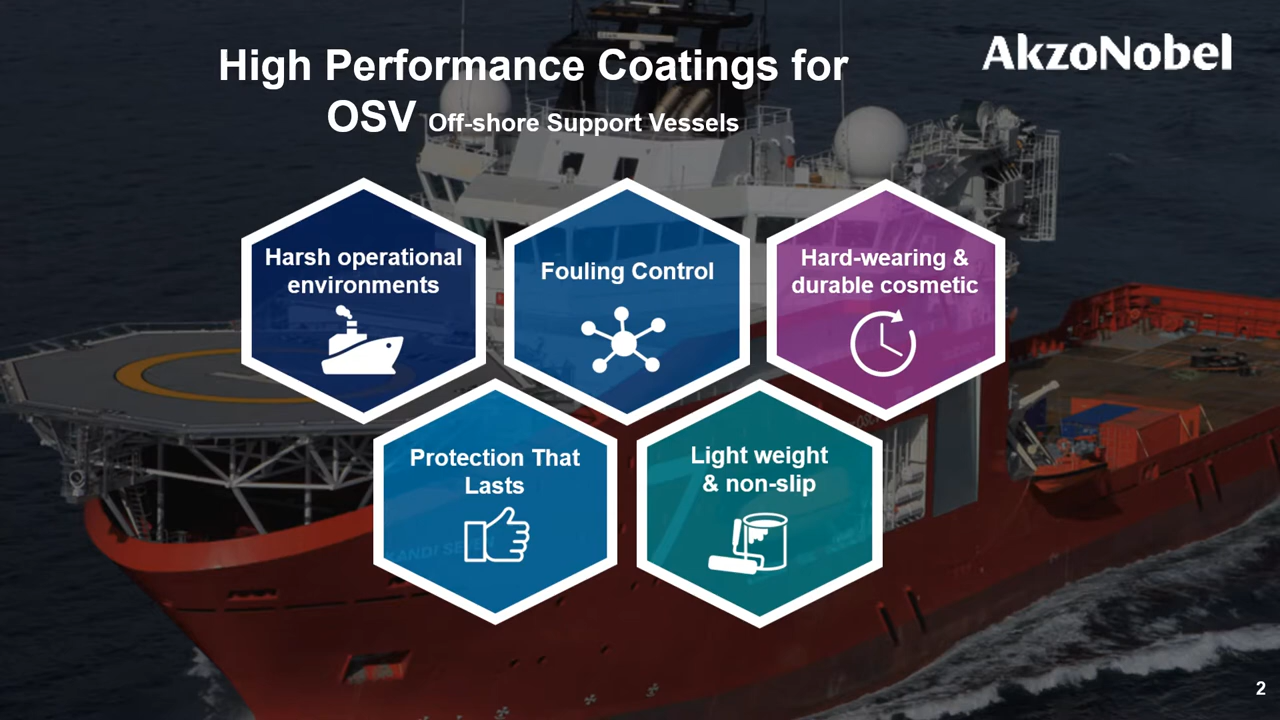 High Performance Coatings for
OSV Off-shore Support Vessels
AkzoNobel
Harsh operational
environments
Fouling Control
Hard-wearing &
durable cosmetic
Protection That
Lasts
Light weight
& non-slip
2